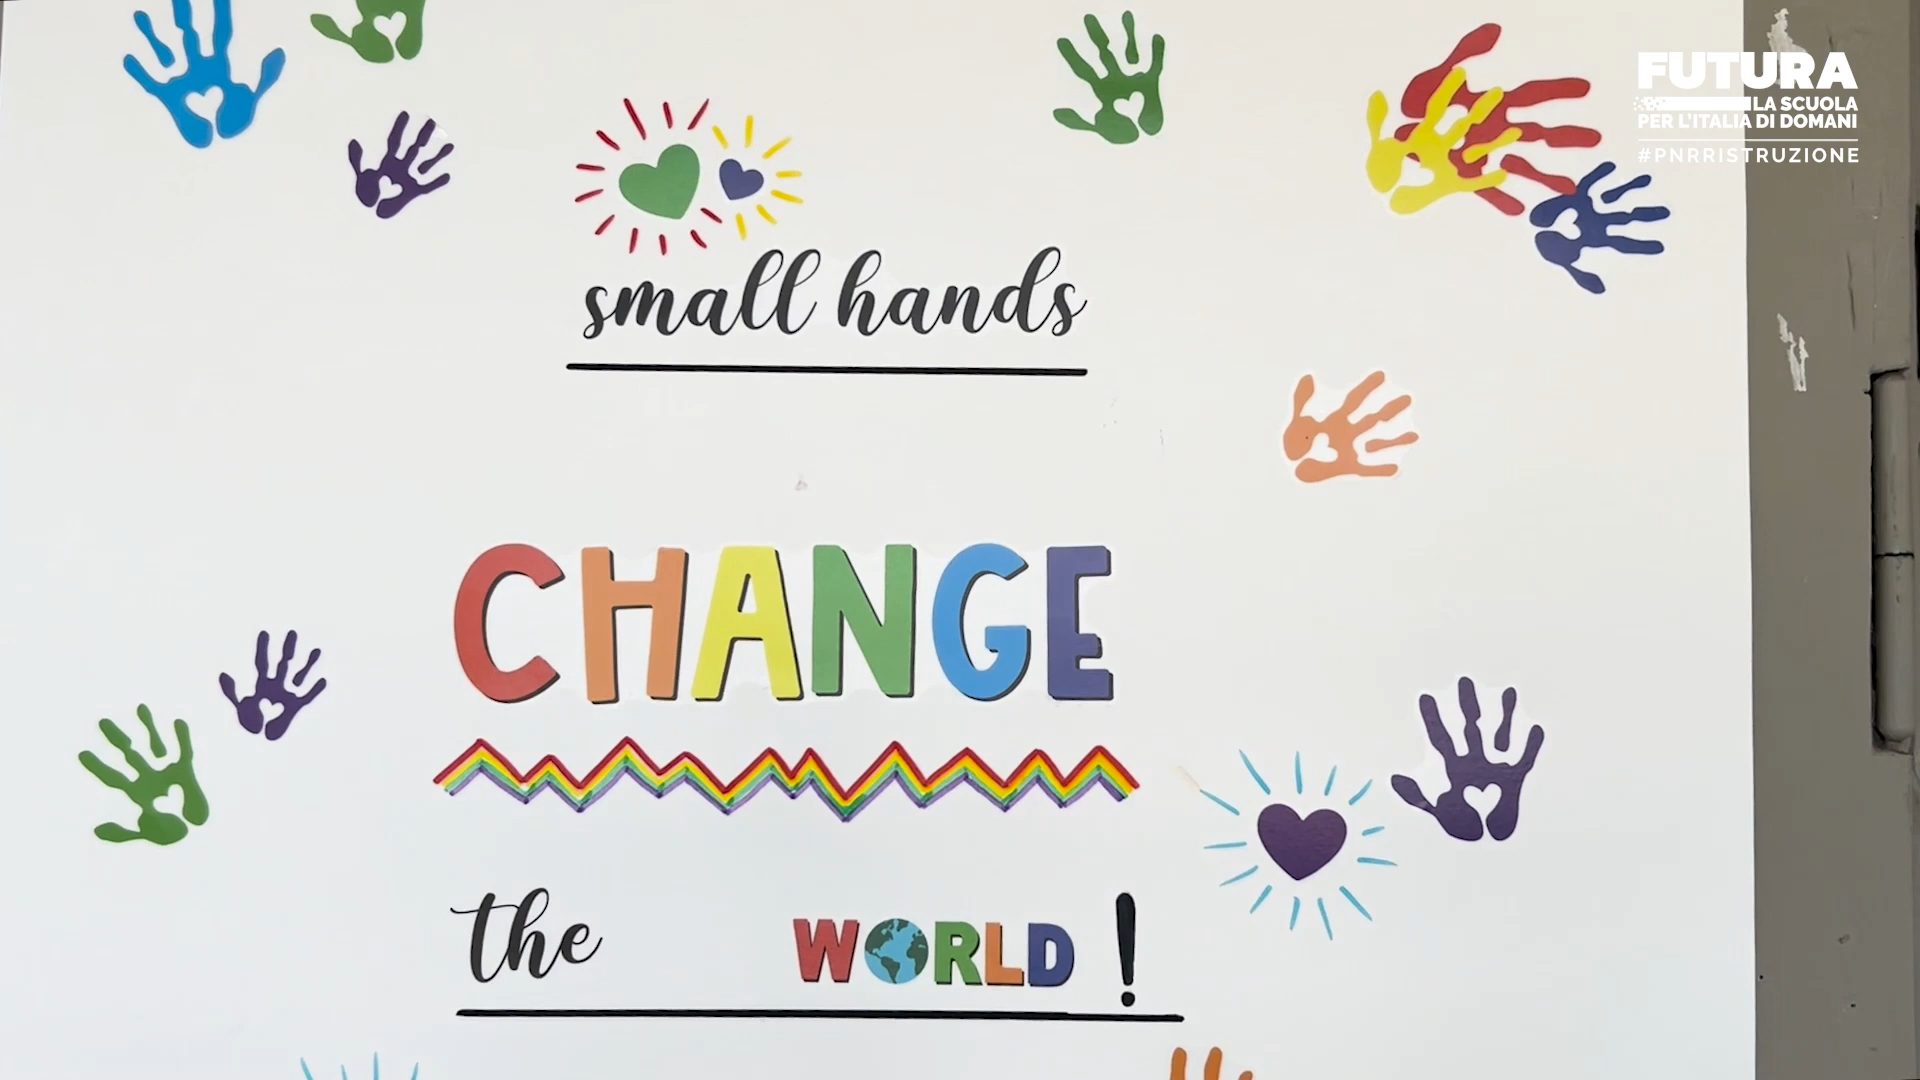 FUTURA
LA SCUOLA
PER L'ITALIA DI DOMANI
#PNRRISTRUZIONE
small hands
CHANGE
the WORLD!